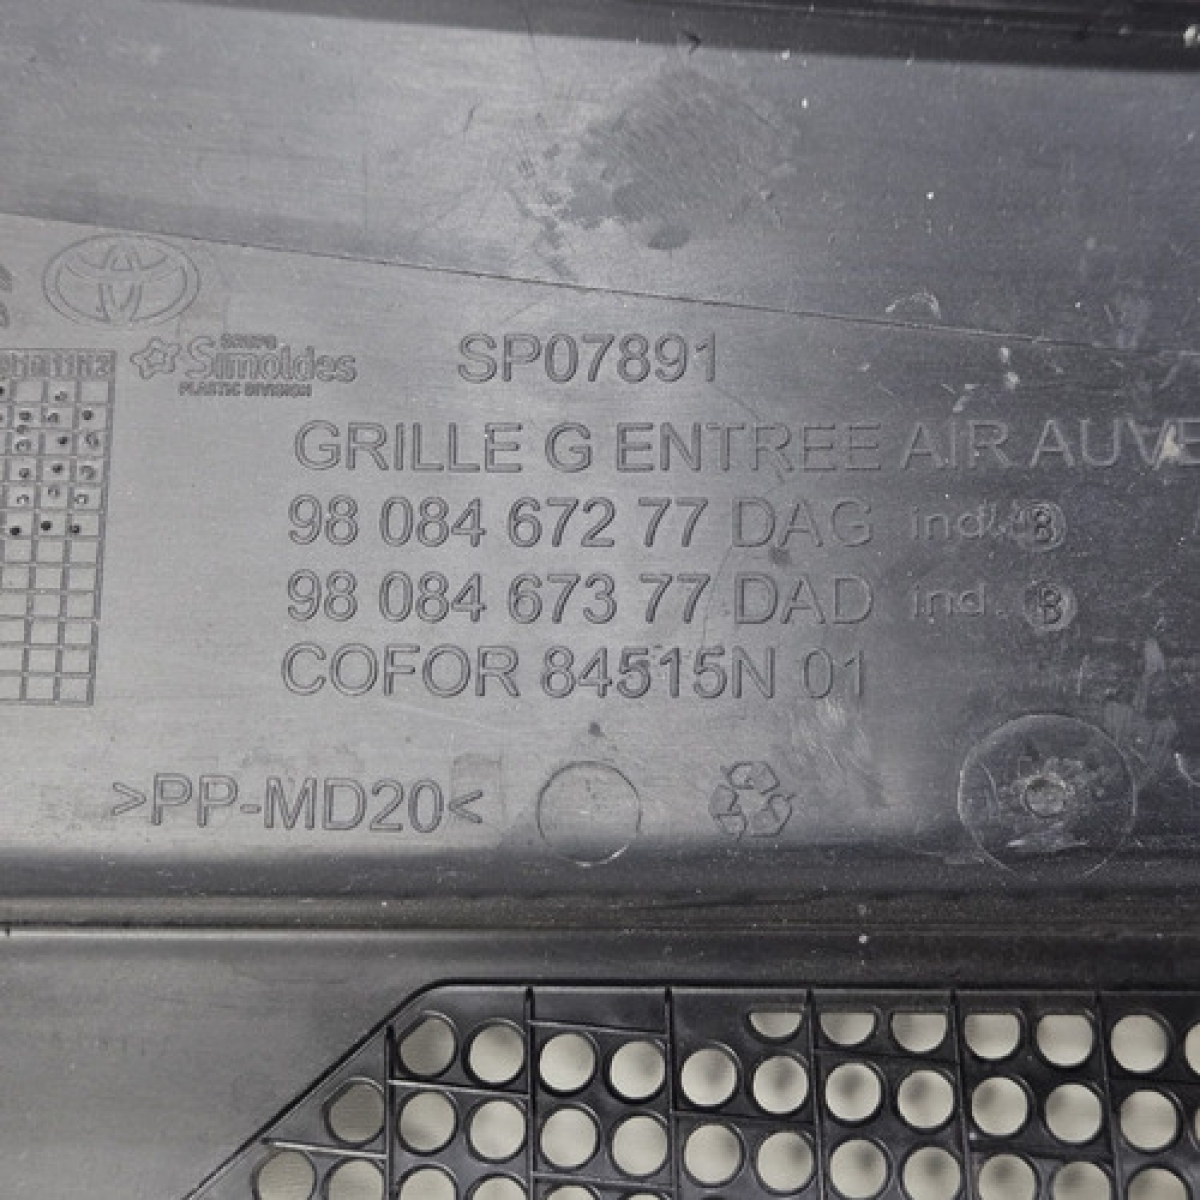 GRUPO
Simoldes
PLASTIC DIVISION
SP07891
GRILLE G ENTREE AIR AUVE
98 084 672 77 DAG ind. B
98 084 673 77 DAD ind. B
COFOR 84515N 01
>PP-MD20<